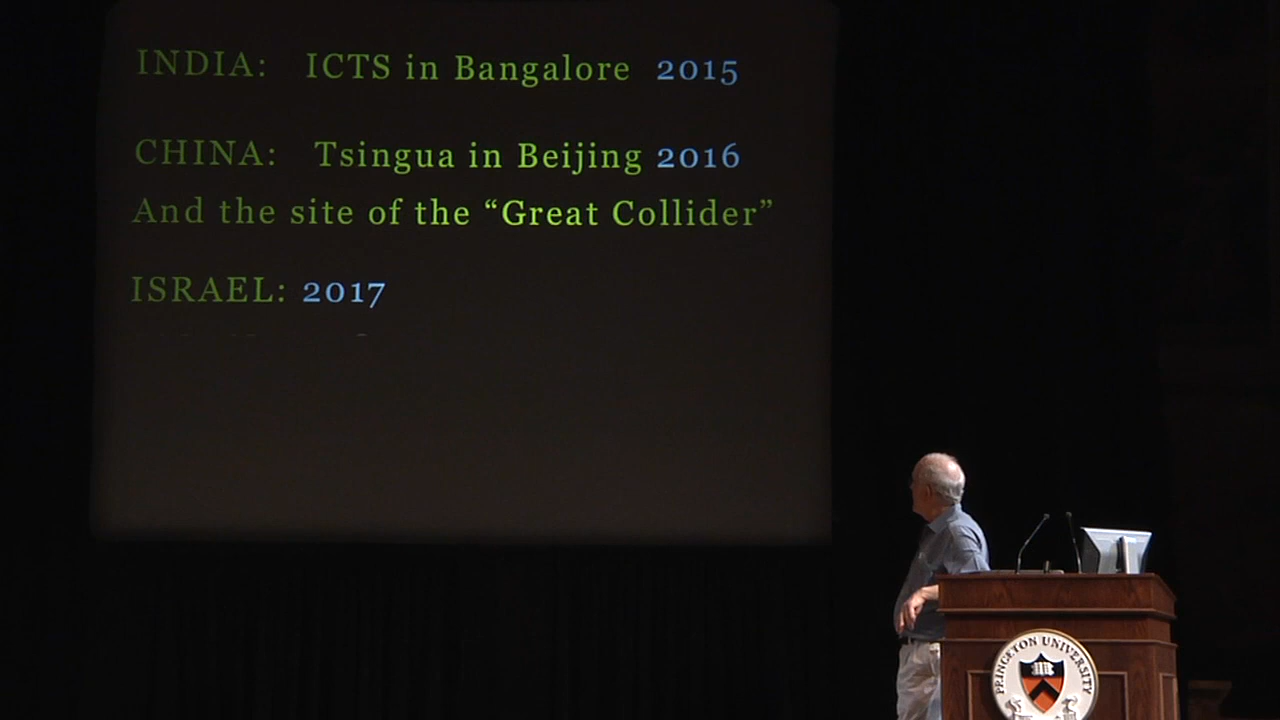 INDIA: ICTS in Bangalore 2015
CHINA: Tsingua in Beijing 2016
And the site of the “Great Collider”
ISRAEL: 2017
PRINCETON UNIVERSITY